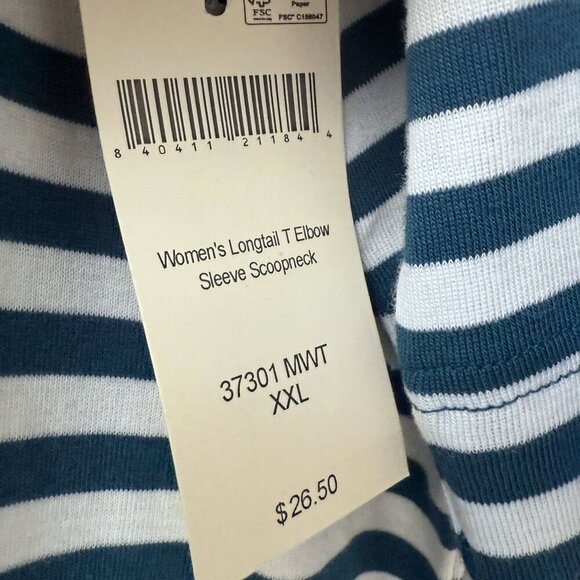 FSC
Paper
FSC® C158047
8 40411 21184 4
Women's Longtail T Elbow
Sleeve Scoopneck
37301 MWT
XXL
$26.50